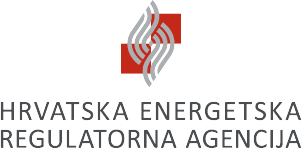 HRVATSKA ENERGETSKA
REGULATORNA AGENCIJA